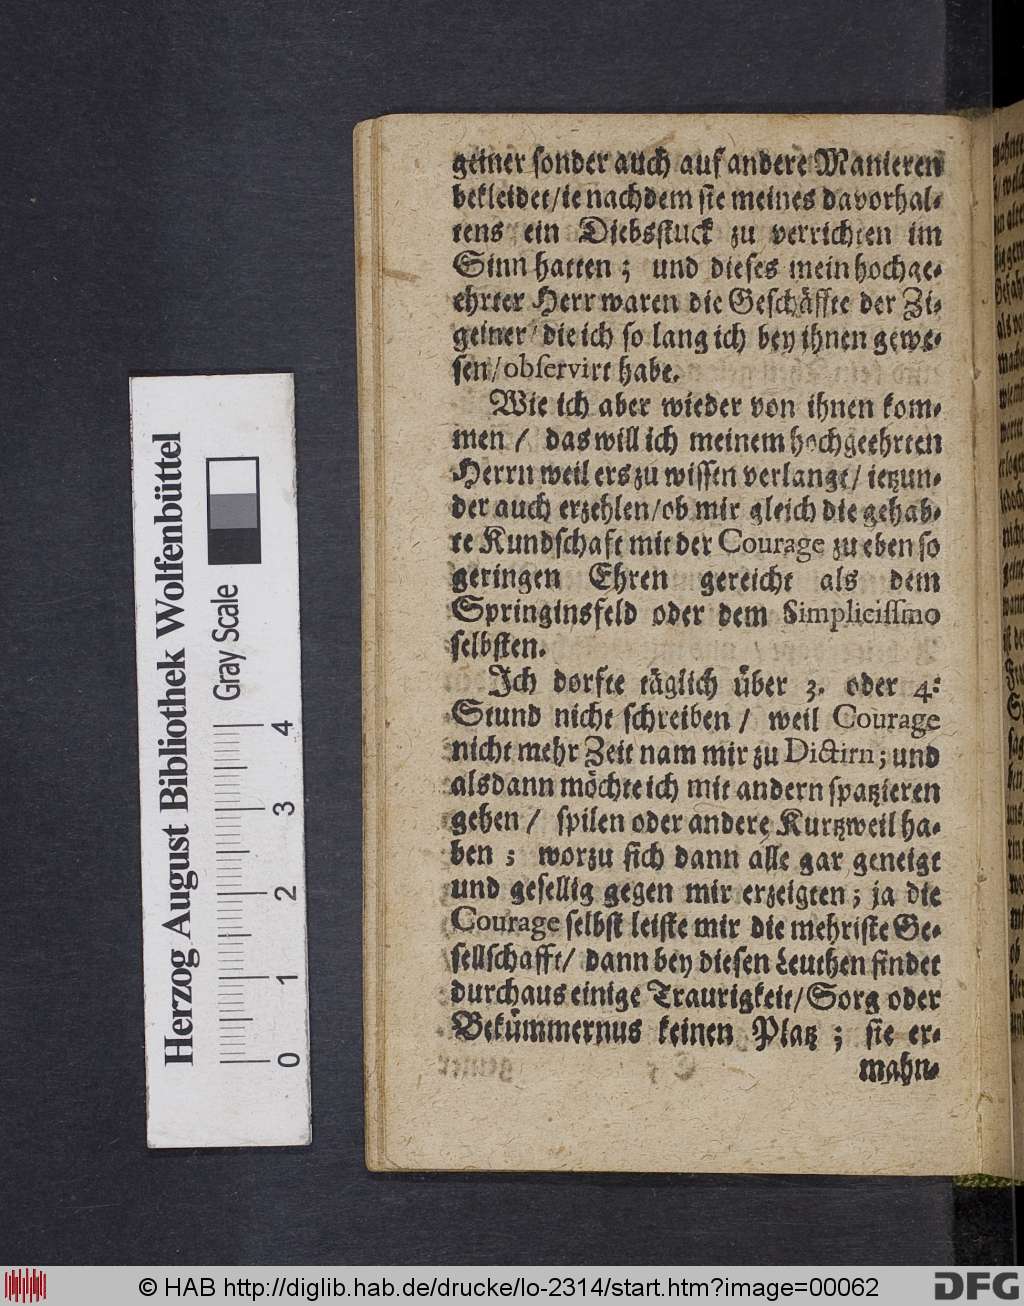 geiner sonder auch auf andere Manieren
bekleidet/ ie nachdem sie meines davorhal-
tens ein Diebsstuck zu verrichten im
Sinn hatten ; und dieses mein hochge-
ehrter Herr waren die Geschäffte der Zi-
geiner/ die ich so lang ich bey ihnen gewe-
sen/ observirt habe.
Wie ich aber wieder von ihnen kom-
men / das will ich meinem hochgeehrten
Herrn weil ers zu wissen verlangt/ ietzun-
der auch erzehlen/ ob mir gleich die gehab-
te Kundschaft mit der Courage zu eben so
geringen Ehren gereicht als dem
Springinsfeld oder dem Simplicissmo
selbsten.
Ich dorfte täglich über 3. oder 4.
Stund nicht schreiben / weil Courage
nicht mehr Zeit nam mir zu Dictirn ; und
alsdann möchte ich mit andern spatzieren
gehen / spilen oder andere Kurtzweil ha-
ben ; worzu sich dann alle gar geneigt
und gesellig gegen mir erzeigten ; ja die
Courage selbst leiste mir die mehriste Ge-
sellschafft/ dann bey diesen Leuthen findet
durchaus einige Traurigkeit/ Sorg oder
Bekümmernus keinen Platz ; sie er-
mahn-
Herzog August Bibliothek Wolfenbüttel
Gray Scale
0 1 2 3 4
© HAB http://diglib.hab.de/drucke/lo-2314/start.htm?image=00062
DFG